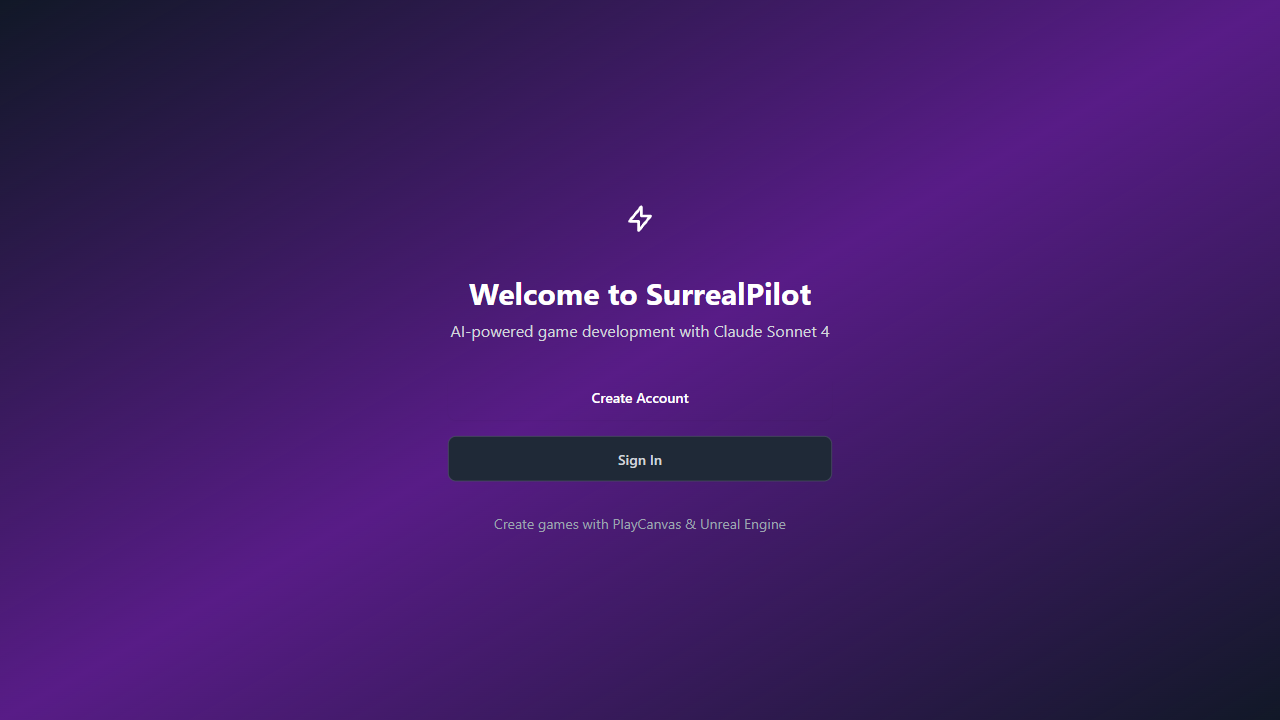 Welcome to SurrealPilot
AI-powered game development with Claude Sonnet 4
Create Account
Sign In
Create games with PlayCanvas & Unreal Engine